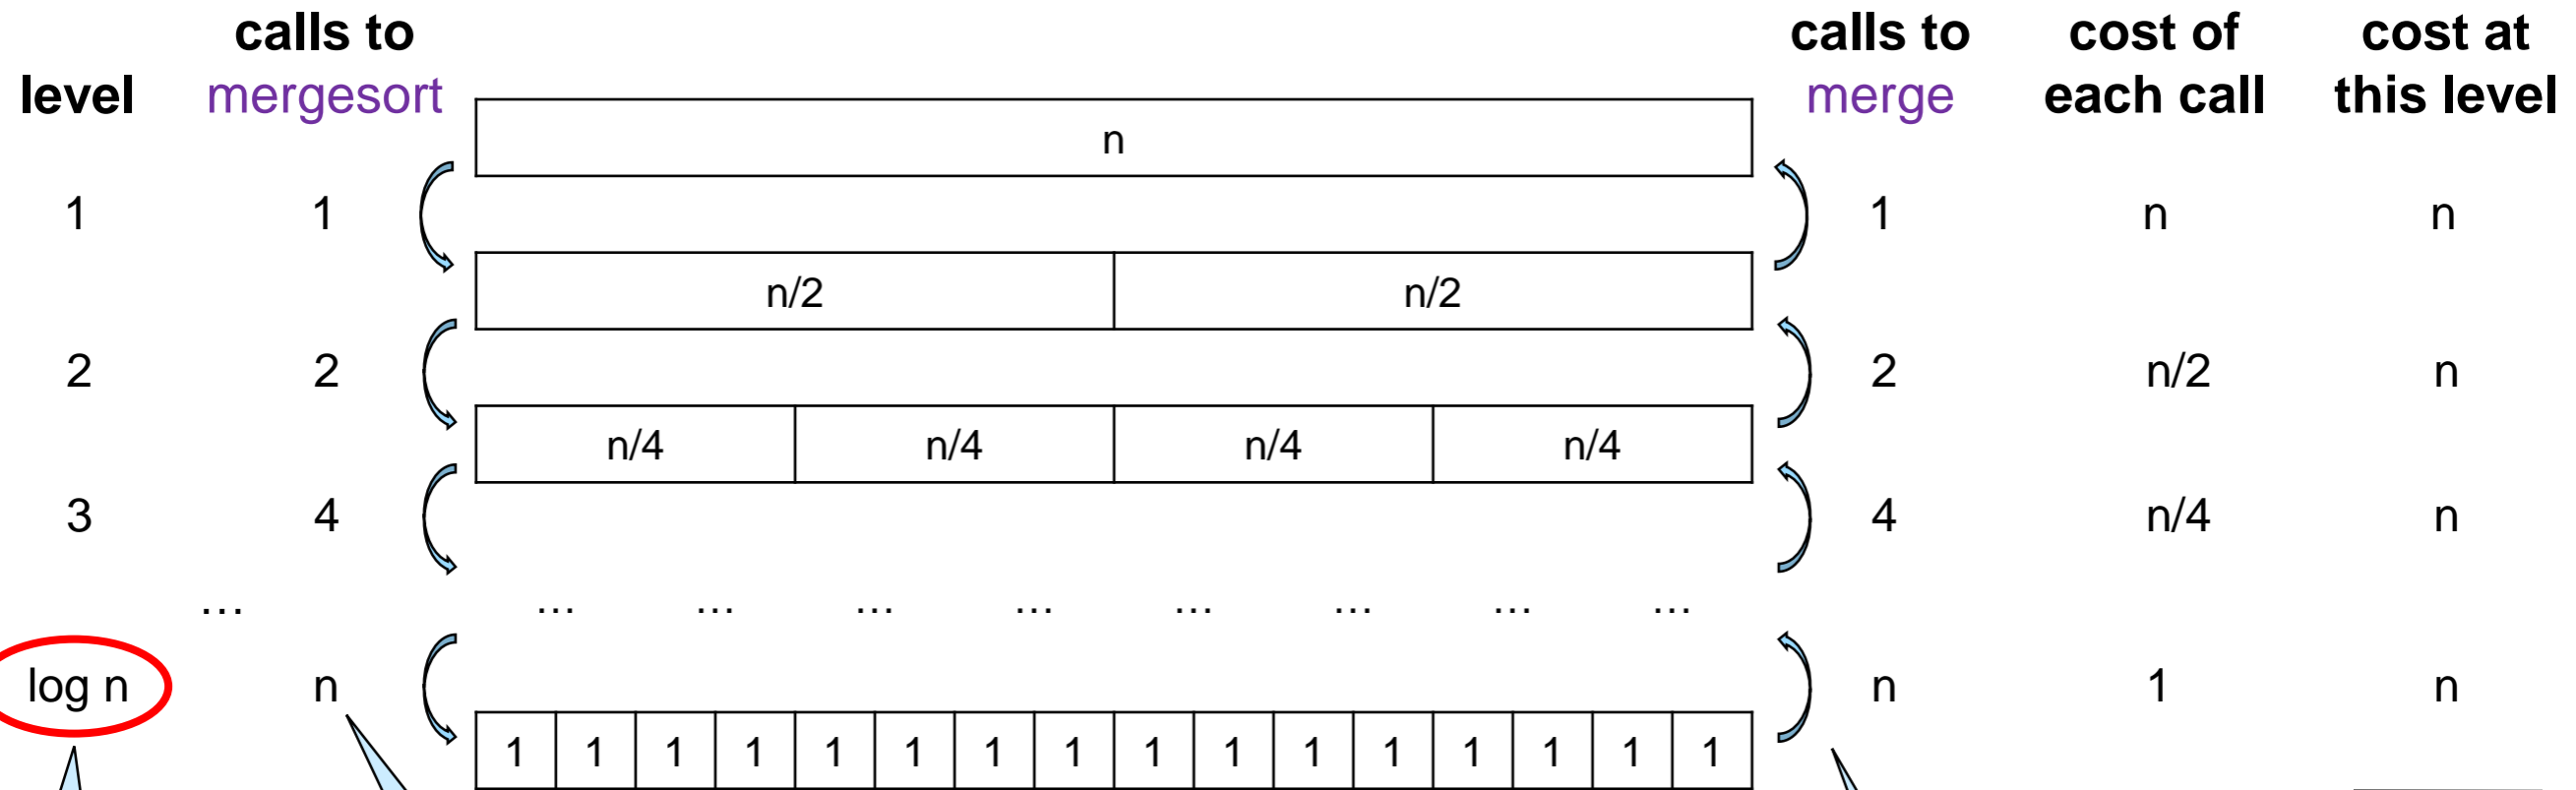 calls to calls to cost of cost at
level mergesort merge each call this level
n
1 1 1 n n
n/2 n/2
2 2 2 n/2 n
n/4 n/4 n/4 n/4
3 4 4 n/4 n
... ... ... ... ... ... ... ... ...
log n n n 1 n
1 1 1 1 1 1 1 1 1 1 1 1 1 1 1 1